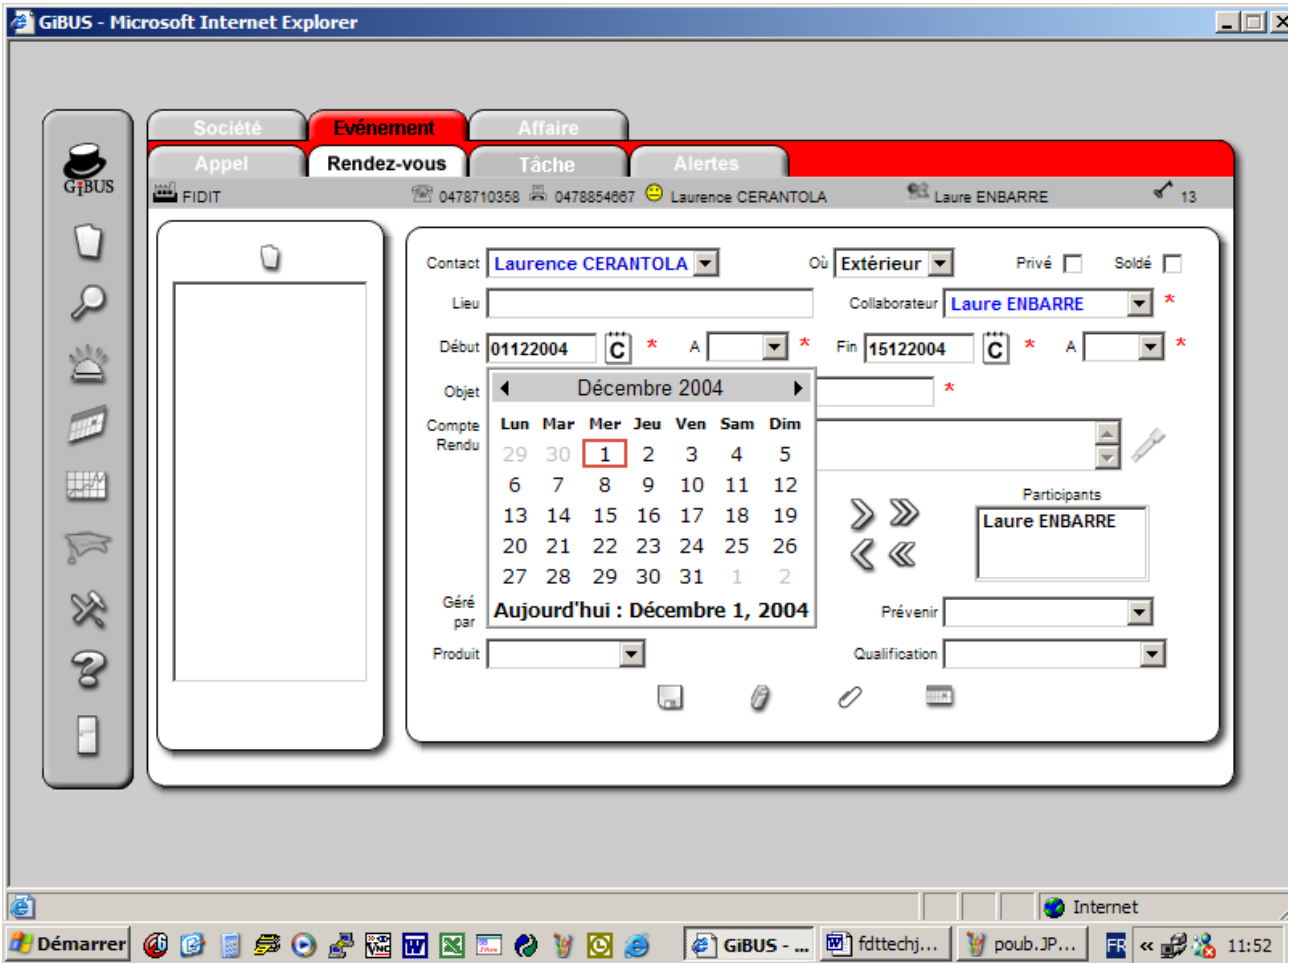 GiBUS - Microsoft Internet Explorer
Société Evénement Affaire
Appel Rendez-vous Tâche Alertes
GiBUS
FIDIT 0478710358 0478854667 Laurence CERANTOLA Laure ENBARRE 13
Contact Laurence CERANTOLA Où Extérieur Privé Soldé
Lieu Collaborateur Laure ENBARRE *
Début 01122004 C * A * Fin 15122004 C * A *
Objet *
Décembre 2004
Compte Rendu
Lun Mar Mer Jeu Ven Sam Dim
29 30 1 2 3 4 5
6 7 8 9 10 11 12
13 14 15 16 17 18 19
20 21 22 23 24 25 26
27 28 29 30 31 1 2
Aujourd'hui : Décembre 1, 2004
Participants
Laure ENBARRE
Géré par
Prévenir
Produit
Qualification
Internet
Démarrer GiBUS - ... fdttechj... poub.JP... FR « 11:52